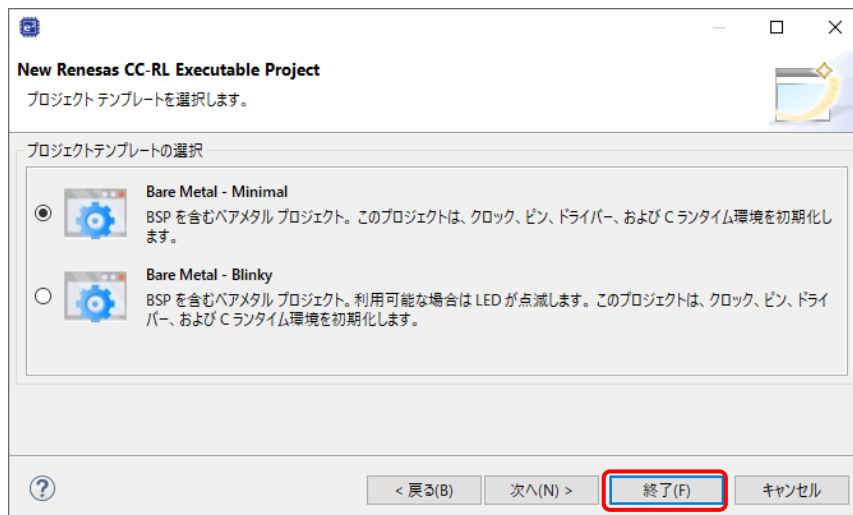 New Renesas CC-RL Executable Project
プロジェクト テンプレートを選択します。
プロジェクトテンプレートの選択
Bare Metal - Minimal
BSP を含むベアメタル プロジェクト。このプロジェクトは、クロック、ピン、ドライバー、および C ランタイム環境を初期化し
ます。
Bare Metal - Blinky
BSP を含むベアメタル プロジェクト。利用可能な場合は LED が点滅します。このプロジェクトは、クロック、ピン、ドライ
バー、および C ランタイム環境を初期化します。
< 戻る(B) 次へ(N) > 終了(F) キャンセル